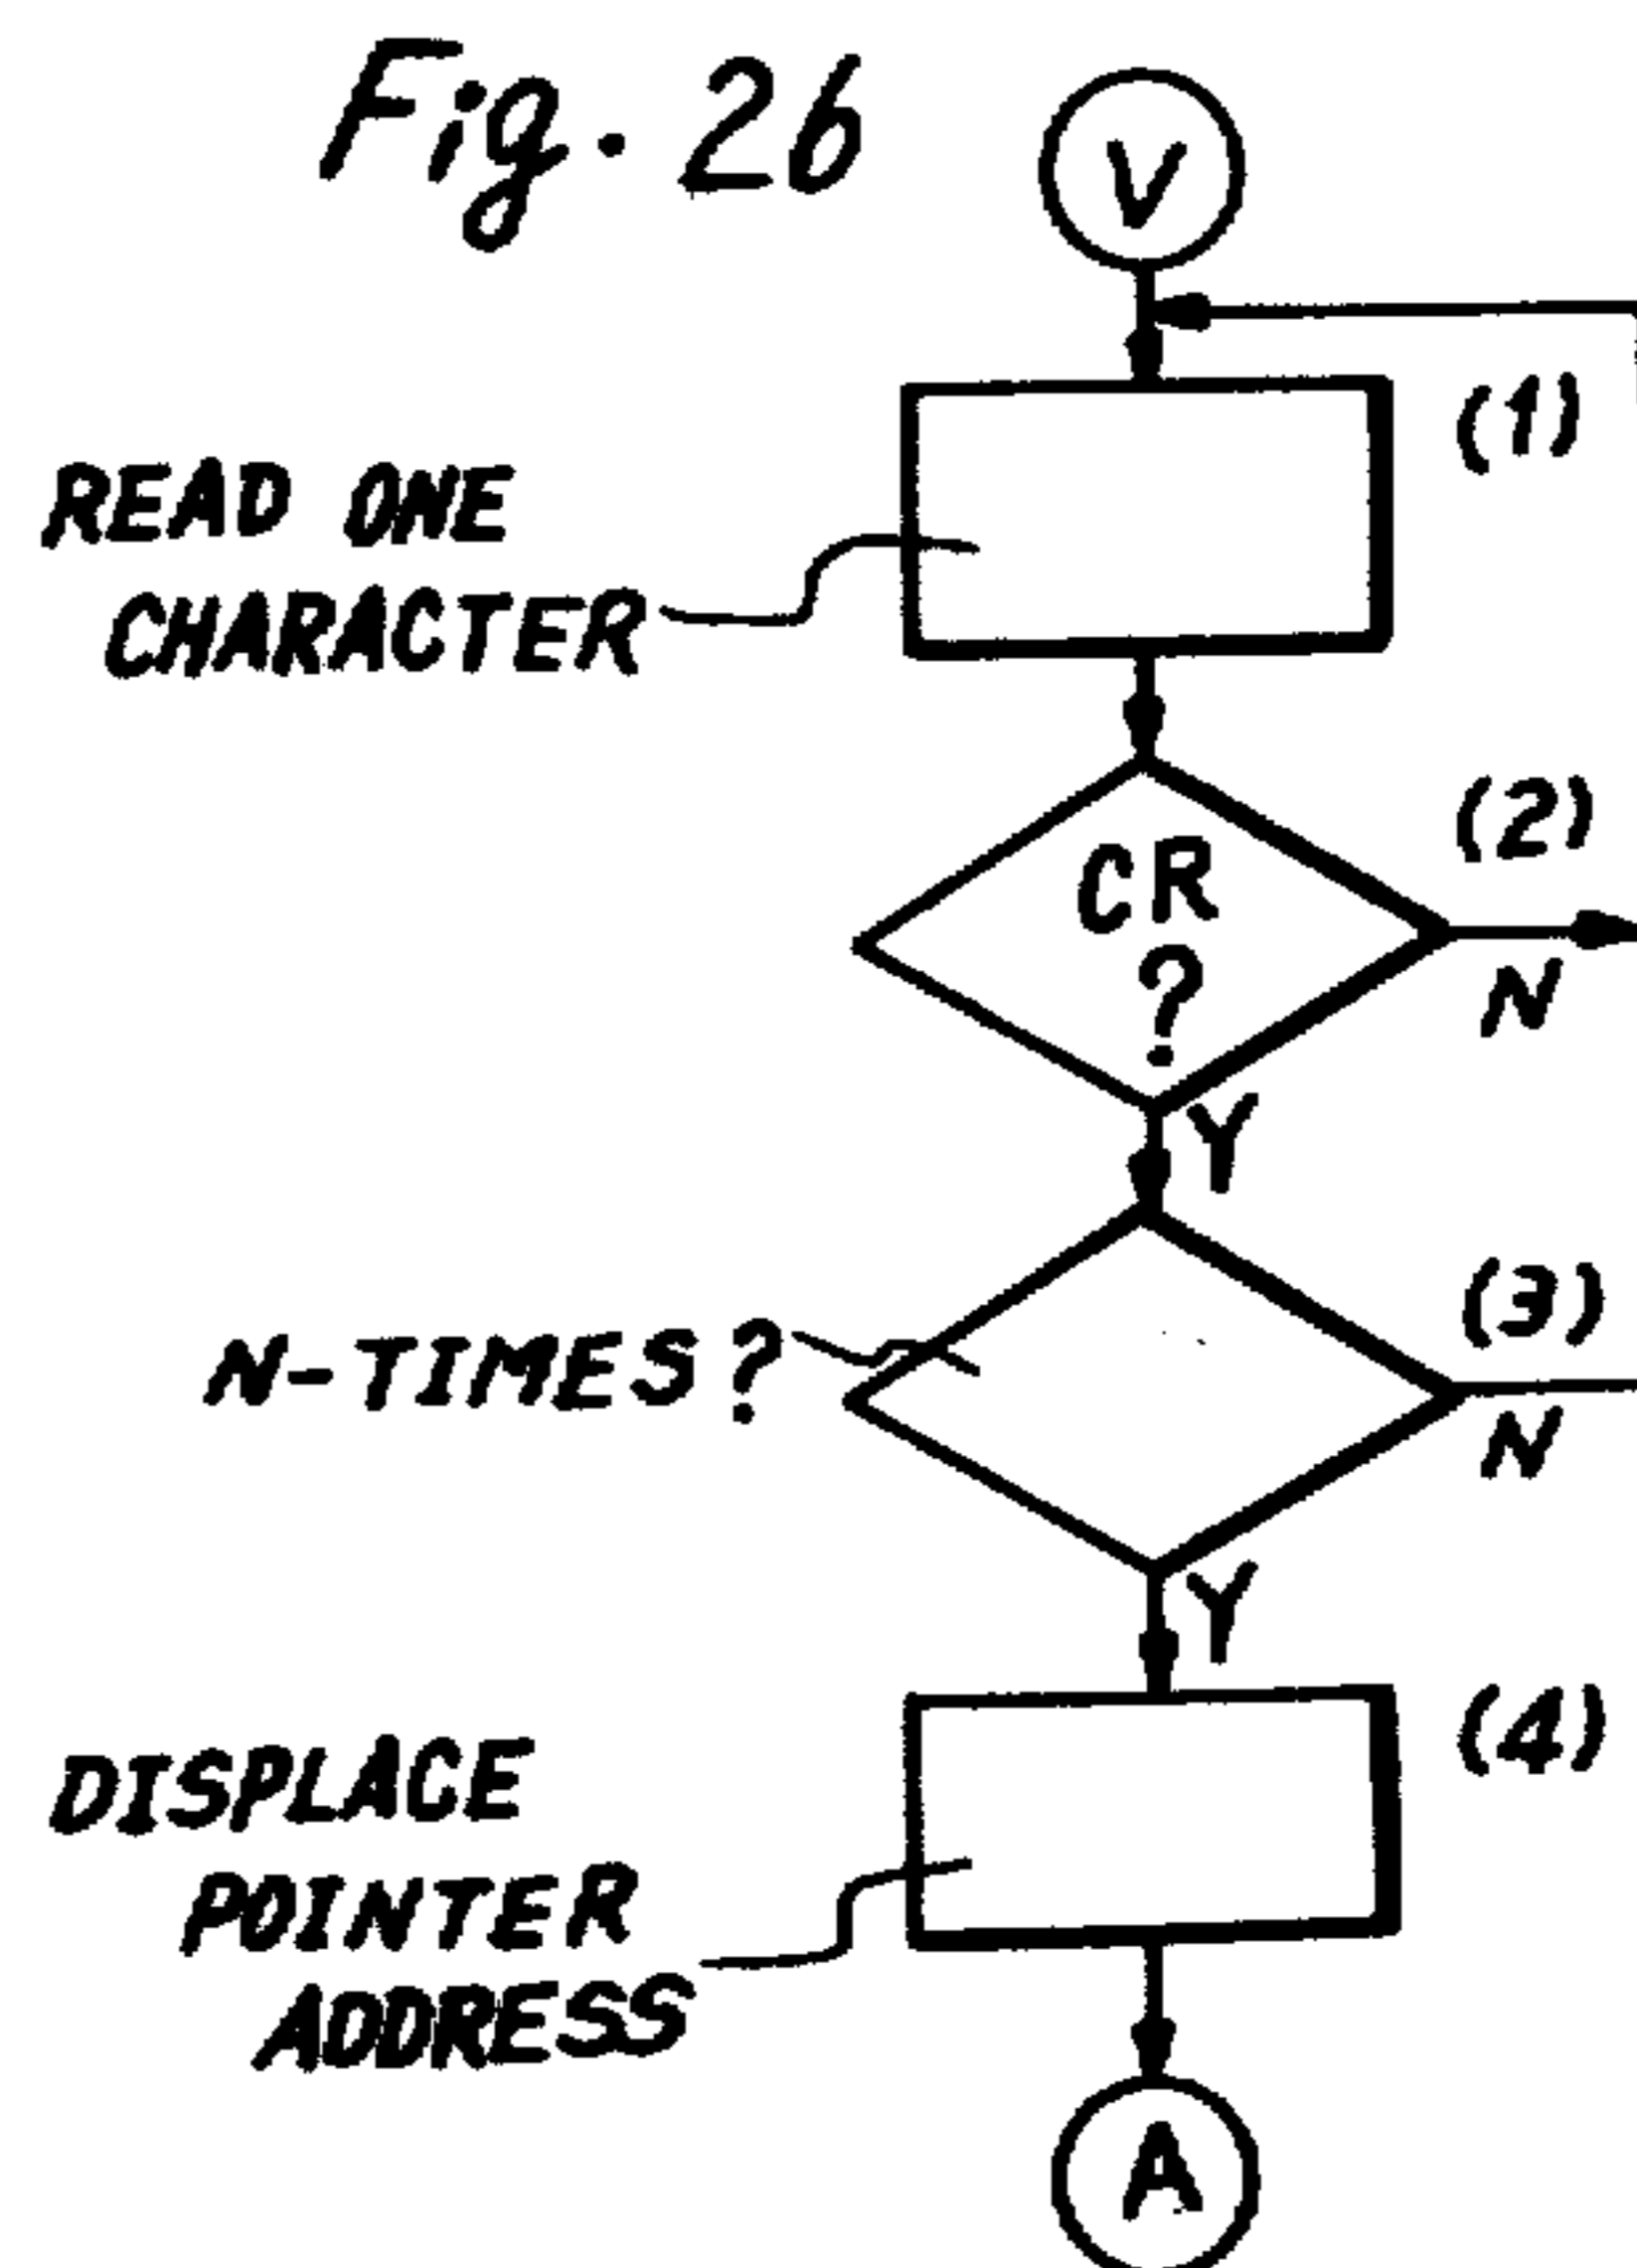 Fig. 26
V
(1)
READ ONE
CHARACTER
(2)
CR
?
N
Y
(3)
N-TIMES?
N
Y
(4)
DISPLACE
POINTER
ADDRESS
A